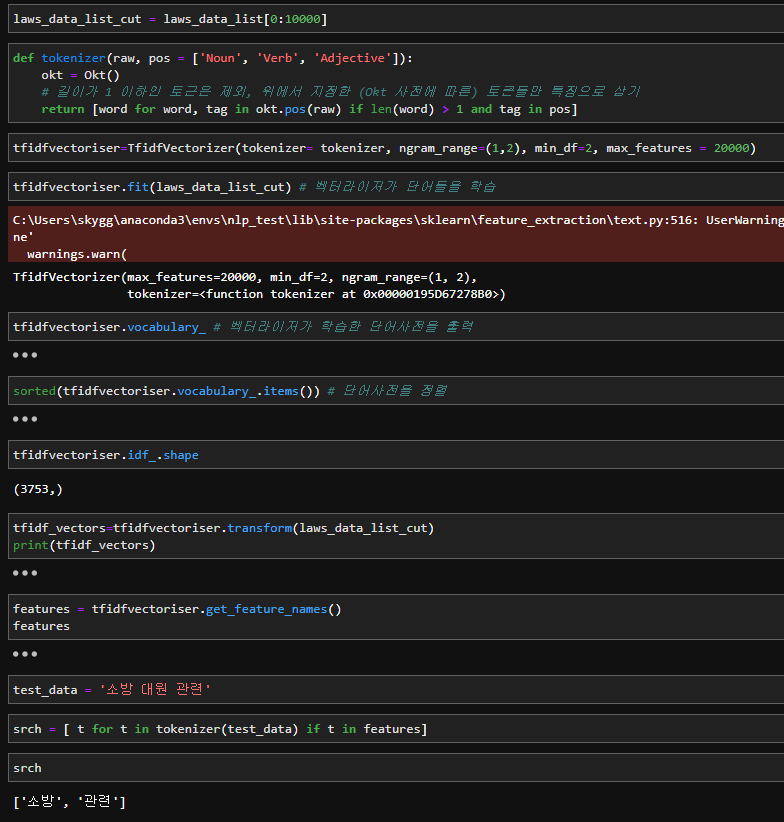 laws_data_list_cut = laws_data_list[0:10000]
def tokenizer(raw, pos = ['Noun', 'Verb', 'Adjective']):
    okt = Okt()
    # 길이가 1 이하인 토근은 제외, 위에서 지정한 (Okt 사전에 따른) 토큰들만 특징으로 삼기
    return [word for word, tag in okt.pos(raw) if len(word) > 1 and tag in pos]
tfidfvectoriser=TfidfVectorizer(tokenizer= tokenizer, ngram_range=(1,2), min_df=2, max_features = 20000)
tfidfvectoriser.fit(laws_data_list_cut) # 벡터라이저가 단어들을 학습
C:\Users\skygg\anaconda3\envs\nlp_test\lib\site-packages\sklearn\feature_extraction\text.py:516: UserWarning
ne'
  warnings.warn(
TfidfVectorizer(max_features=20000, min_df=2, ngram_range=(1, 2),
                tokenizer=<function tokenizer at 0x00000195D67278B0>)
tfidfvectoriser.vocabulary_ # 벡터라이저가 학습한 단어사전을 출력
•••
sorted(tfidfvectoriser.vocabulary_.items()) # 단어사전을 정렬
•••
tfidfvectoriser.idf_.shape
(3753,)
tfidf_vectors=tfidfvectoriser.transform(laws_data_list_cut)
print(tfidf_vectors)
•••
features = tfidfvectoriser.get_feature_names()
features
•••
test_data = '소방 대원 관련'
srch = [ t for t in tokenizer(test_data) if t in features]
srch
['소방', '관련']